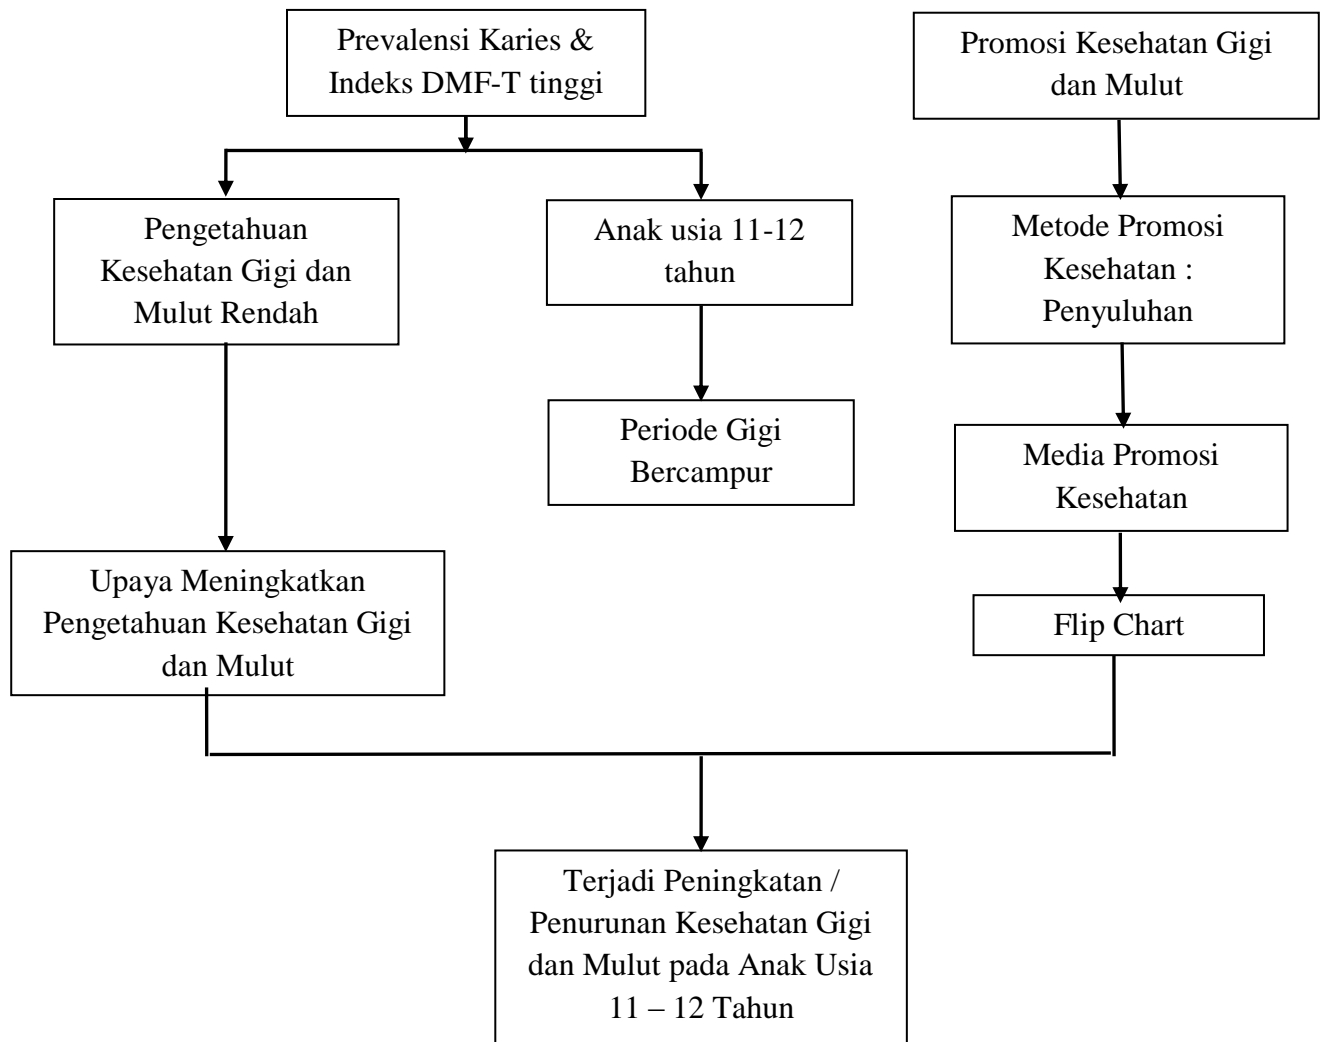 Prevalensi Karies &
Indeks DMF-T tinggi
Promosi Kesehatan Gigi
dan Mulut
Pengetahuan
Kesehatan Gigi dan
Mulut Rendah
Anak usia 11-12
tahun
Metode Promosi
Kesehatan :
Penyuluhan
Periode Gigi
Bercampur
Media Promosi
Kesehatan
Upaya Meningkatkan
Pengetahuan Kesehatan Gigi
dan Mulut
Flip Chart
Terjadi Peningkatan /
Penurunan Kesehatan Gigi
dan Mulut pada Anak Usia
11 – 12 Tahun